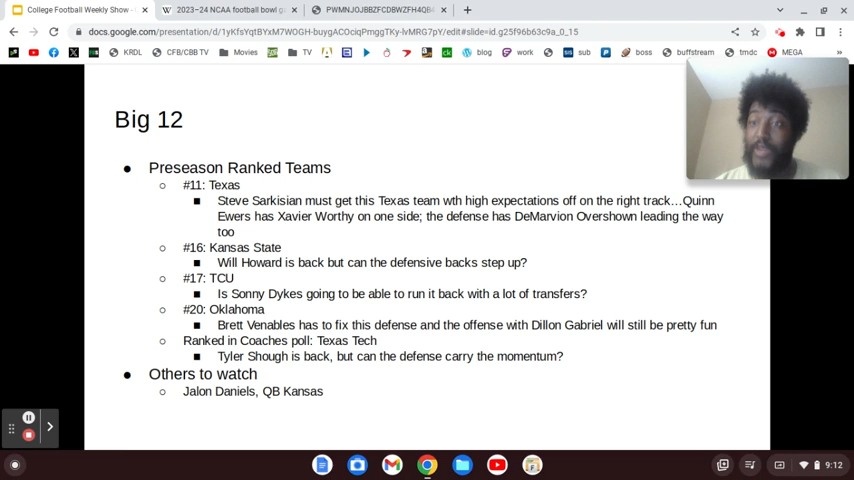 College Football Weekly Show -
2023–24 NCAA football bowl g
PWMNJOJBBZFCDBWZFH4QB4
docs.google.com/presentation/d/1yKfsYqtBYxM7WOGH-buygACOciqPmggTKy-lvMRG7pY/edit#slide=id.g25f96b63c9a_0_15
KRDL
CFB/CBB TV
Movies
TV
blog
work
sub
boss
buffstream
tmdc
MEGA
Big 12
● Preseason Ranked Teams
○ #11: Texas
■ Steve Sarkisian must get this Texas team wth high expectations off on the right track…Quinn
Ewers has Xavier Worthy on one side; the defense has DeMarvion Overshown leading the way
too
○ #16: Kansas State
■ Will Howard is back but can the defensive backs step up?
○ #17: TCU
■ Is Sonny Dykes going to be able to run it back with a lot of transfers?
○ #20: Oklahoma
■ Brett Venables has to fix this defense and the offense with Dillon Gabriel will still be pretty fun
○ Ranked in Coaches poll: Texas Tech
■ Tyler Shough is back, but can the defense carry the momentum?
● Others to watch
○ Jalon Daniels, QB Kansas
9:12